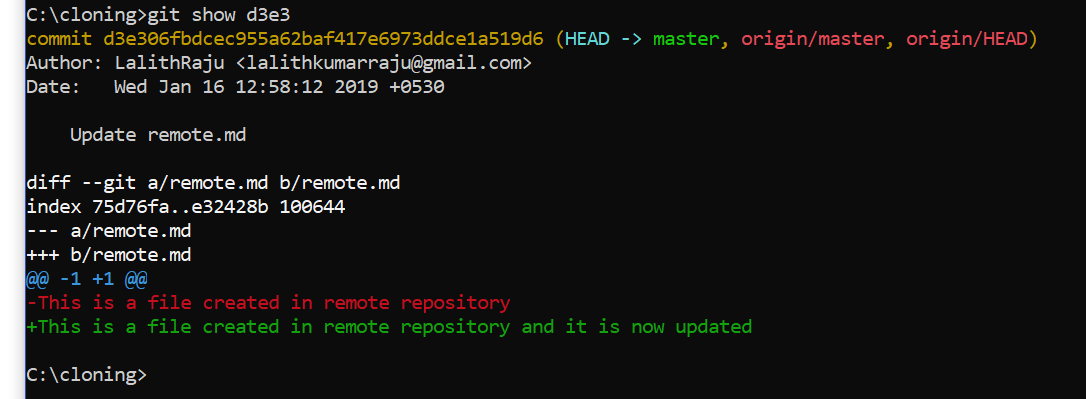 C:\cloning>git show d3e3
commit d3e306fbdcec955a62baf417e6973ddce1a519d6 (HEAD -> master, origin/master, origin/HEAD)
Author: LalithRaju <lalithkumarraju@gmail.com>
Date:   Wed Jan 16 12:58:12 2019 +0530
    Update remote.md
diff --git a/remote.md b/remote.md
index 75d76fa..e32428b 100644
--- a/remote.md
+++ b/remote.md
@@ -1 +1 @@
-This is a file created in remote repository
+This is a file created in remote repository and it is now updated
C:\cloning>